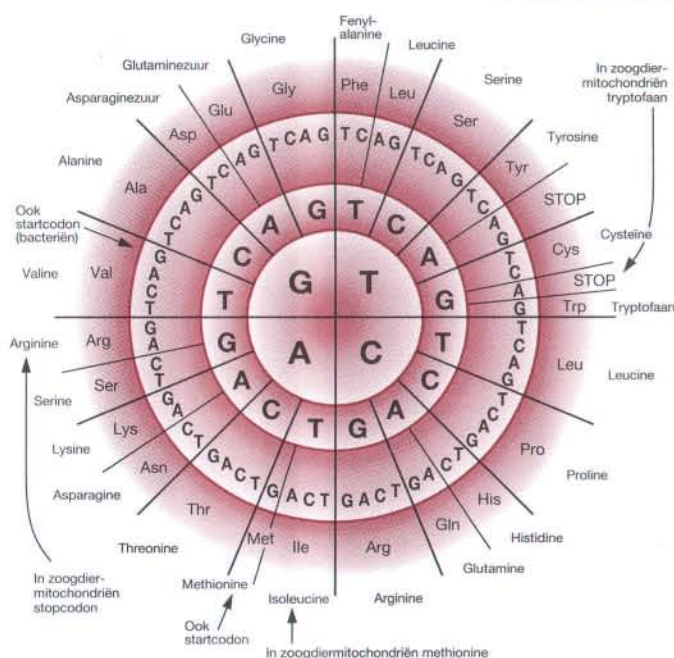 Fenyl-
alanine
Glycine
Leucine
Glutaminezuur
Serine
In zoogdier-
mitochondriën
tryptofaan
Asparaginezuur
Tyrosine
Alanine
STOP
Ook
startcodon
(bacteriën)
Cysteïne
Valine
STOP
Tryptofaan
Arginine
Leucine
Serine
Lysine
Proline
Asparagine
Histidine
Threonine
Glutamine
In zoogdier-
mitochondriën
stopcodon
Methionine
Isoleucine
Arginine
Ook
startcodon
In zoogdiermitochondriën methionine
Gly
Phe
Leu
Ser
Tyr
Cys
Trp
Leu
Pro
His
Gln
Arg
Ile
Met
Thr
Asn
Lys
Ser
Arg
Val
Ala
Asp
Glu
T C A G T C A G T C A G T C A G
T C A G T C A G T C A G T C A G
G A C T G A C T G A C T G A C T
G A C T G A C T G A C T G A C T
T C A G
T C A G
T C A G
T C A G
G T
A C